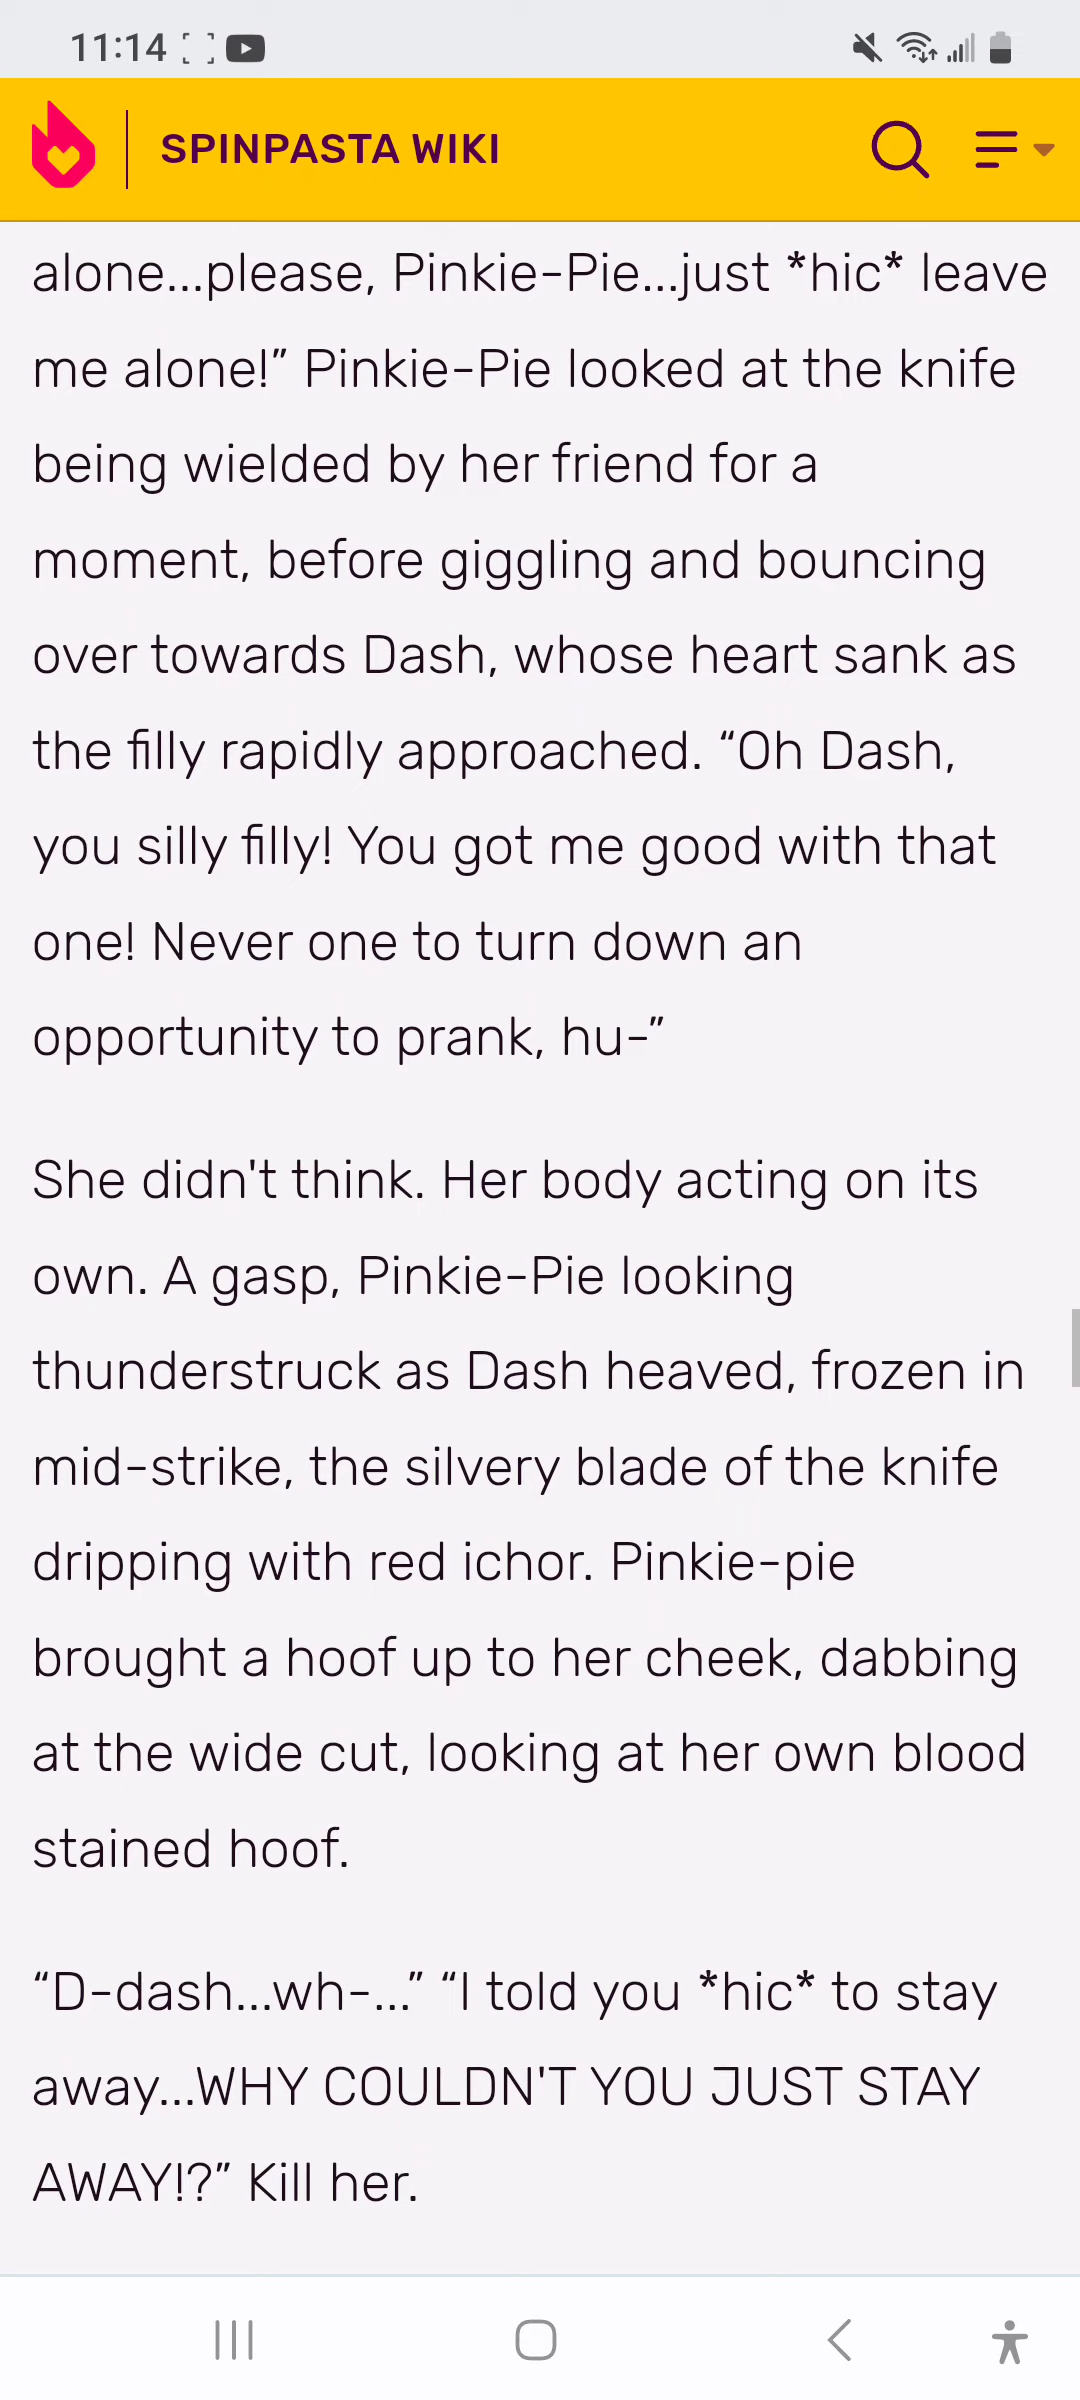 11:14
SPINPASTA WIKI
alone...please, Pinkie-Pie...just *hic* leave
me alone!” Pinkie-Pie looked at the knife
being wielded by her friend for a
moment, before giggling and bouncing
over towards Dash, whose heart sank as
the filly rapidly approached. “Oh Dash,
you silly filly! You got me good with that
one! Never one to turn down an
opportunity to prank, hu-”
She didn't think. Her body acting on its
own. A gasp, Pinkie-Pie looking
thunderstruck as Dash heaved, frozen in
mid-strike, the silvery blade of the knife
dripping with red ichor. Pinkie-pie
brought a hoof up to her cheek, dabbing
at the wide cut, looking at her own blood
stained hoof.
“D-dash...wh-...” “I told you *hic* to stay
away...WHY COULDN'T YOU JUST STAY
AWAY!?” Kill her.